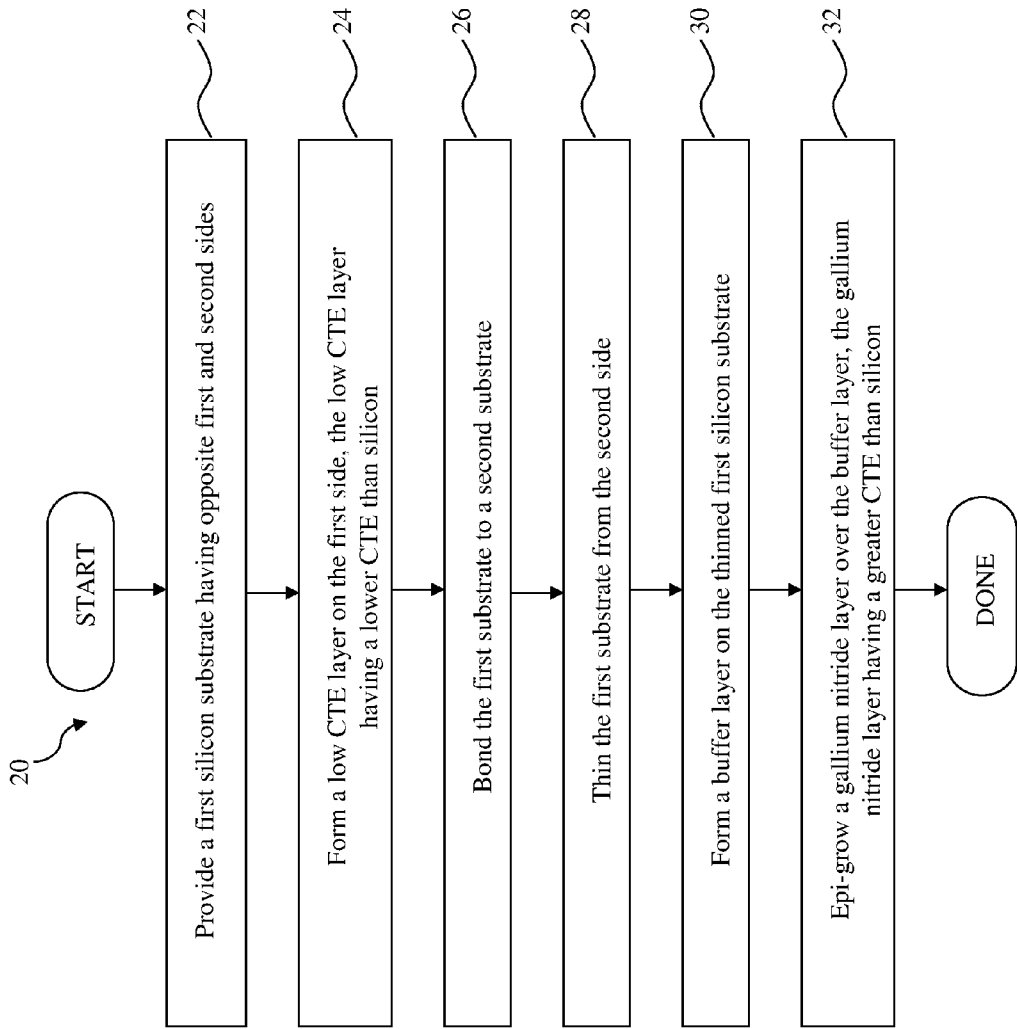 20
START
Provide a first silicon substrate having opposite first and second sides
22
Form a low CTE layer on the first side, the low CTE layer
having a lower CTE than silicon
24
Bond the first substrate to a second substrate
26
Thin the first substrate from the second side
28
Form a buffer layer on the thinned first silicon substrate
30
Epi-grow a gallium nitride layer over the buffer layer, the gallium
nitride layer having a greater CTE than silicon
32
DONE